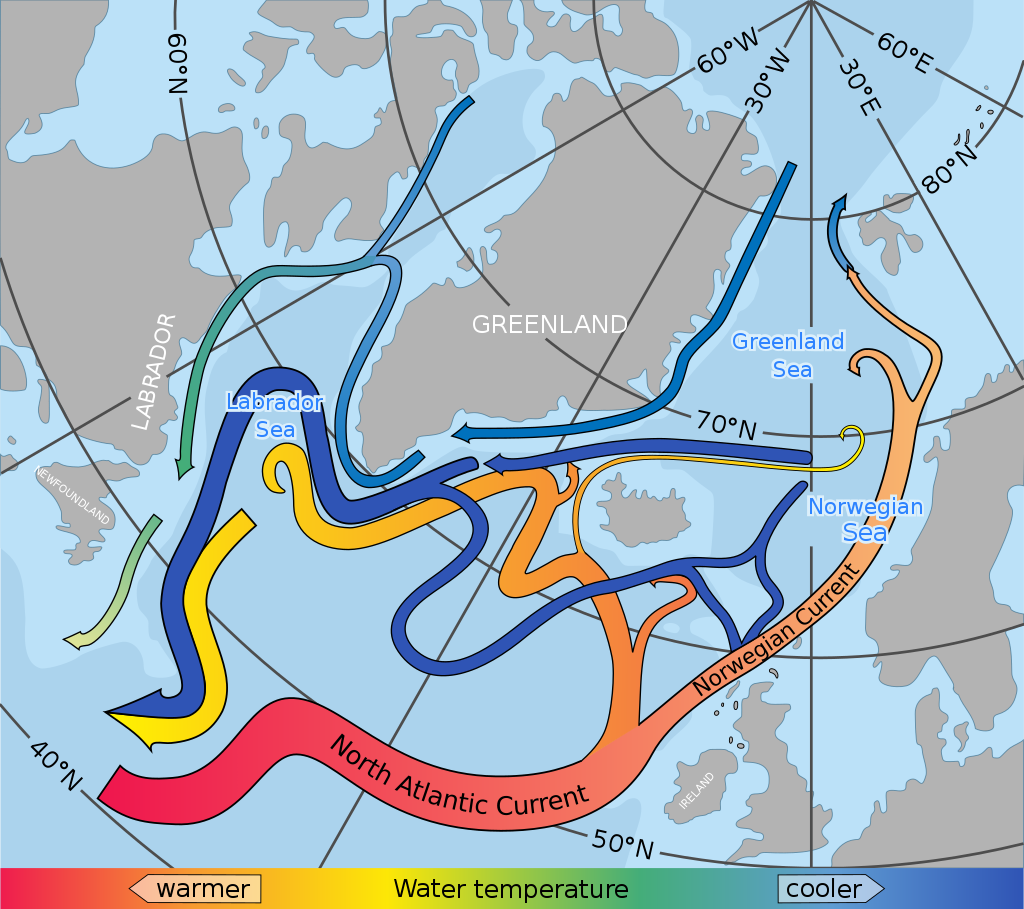 60°N
60°W
30°W
30°E
60°E
80°N
LABRADOR
GREENLAND
Greenland
Sea
Labrador
Sea
70°N
NEWFOUNDLAND
Norwegian
Sea
Norwegian Current
North Atlantic Current
40°N
IRELAND
50°N
warmer
Water temperature
cooler